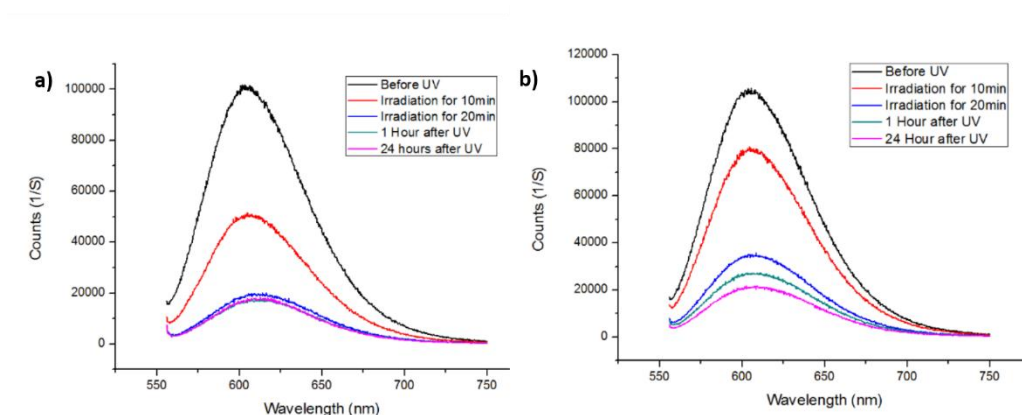 a)
Before UV
Irradiation for 10min
Irradiation for 20min
1 Hour after UV
24 hours after UV
100000
80000
60000
40000
20000
0
Counts (1/S)
550 600 650 700 750
Wavelength (nm)
b)
Before UV
Irradiation for 10min
Irradiation for 20min
1 Hour after UV
24 Hour after UV
120000
100000
80000
60000
40000
20000
0
Counts (1/S)
550 600 650 700 750
Wavelength (nm)